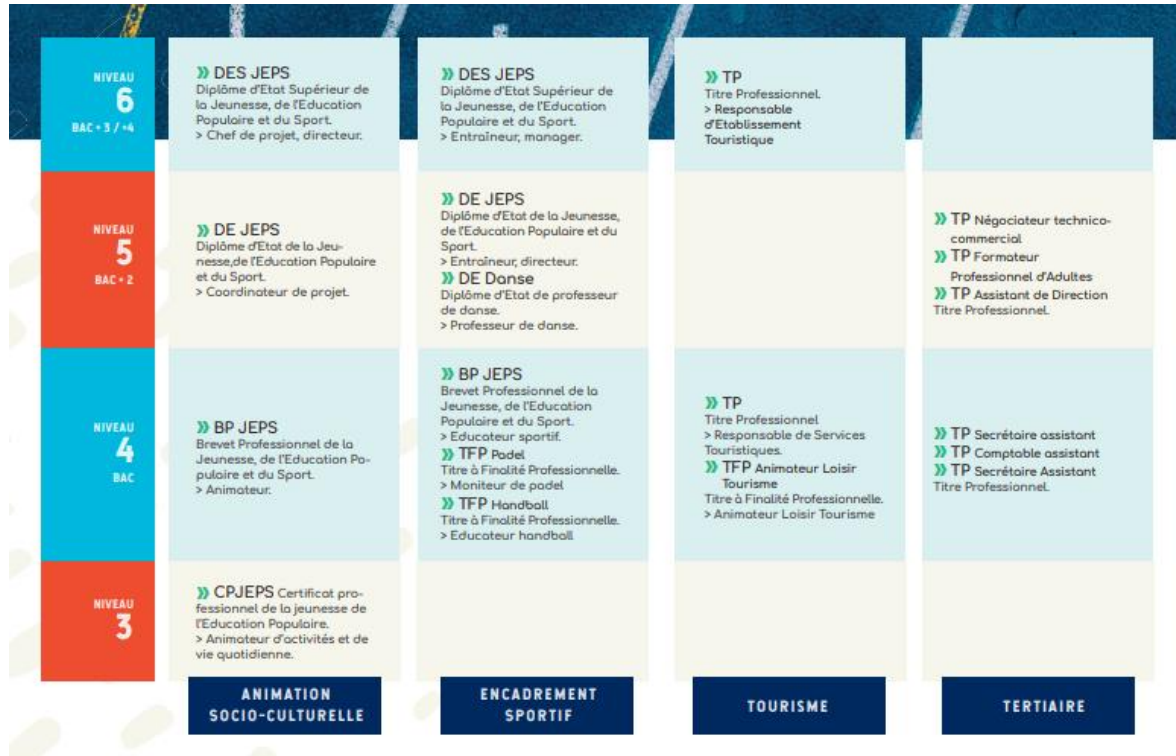 NIVEAU
6
BAC + 3 / +4
» DES JEPS
Diplôme d'Etat Supérieur de
la Jeunesse, de l'Education
Populaire et du Sport.
> Chef de projet, directeur.
» DES JEPS
Diplôme d'Etat Supérieur de
la Jeunesse, de l'Education
Populaire et du Sport.
> Entraîneur, manager.
» TP
Titre Professionnel.
> Responsable
d'Etablissement
Touristique
NIVEAU
5
BAC + 2
» DE JEPS
Diplôme d'Etat de la Jeu-
nesse,de l'Education Populaire
et du Sport.
> Coordinateur de projet.
» DE JEPS
Diplôme d'Etat de la Jeunesse,
de l'Education Populaire et du
Sport.
> Entraîneur, directeur.
» DE Danse
Diplôme d'Etat de professeur
de danse.
> Professeur de danse.
» TP Négociateur technico-
commercial
» TP Formateur
Professionnel d'Adultes
» TP Assistant de Direction
Titre Professionnel.
NIVEAU
4
BAC
» BP JEPS
Brevet Professionnel de la
Jeunesse, de l'Education Po-
pulaire et du Sport.
> Animateur.
» BP JEPS
Brevet Professionnel de la
Jeunesse, de l'Education
Populaire et du Sport.
> Educateur sportif.
» TFP Padel
Titre à Finalité Professionnelle.
> Moniteur de padel
» TFP Handball
Titre à Finalité Professionnelle.
> Educateur handball
» TP
Titre Professionnel
> Responsable de Services
Touristiques.
» TFP Animateur Loisir
Tourisme
Titre à Finalité Professionnelle.
> Animateur Loisir Tourisme
» TP Secrétaire assistant
» TP Comptable assistant
» TP Secrétaire Assistant
Titre Professionnel.
NIVEAU
3
» CPJEPS Certificat pro-
fessionnel de la jeunesse de
l'Education Populaire.
> Animateur d'activités et de
vie quotidienne.
ANIMATION
SOCIO-CULTURELLE
ENCADREMENT
SPORTIF
TOURISME
TERTIAIRE